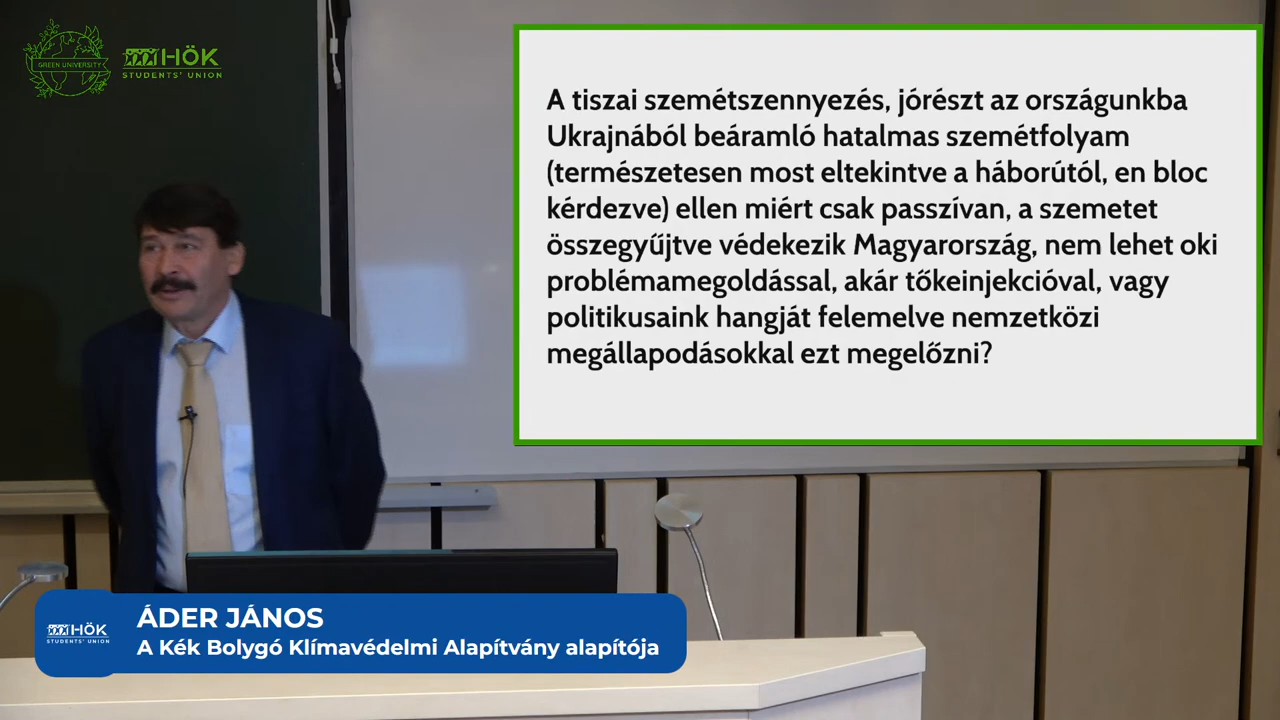 GREEN UNIVERSITY
HÖK
STUDENTS' UNION
A tiszai szemétszennyezés, jórészt az országunkba
Ukrajnából beáramló hatalmas szemétfolyam
(természetesen most eltekintve a háborútól, en bloc
kérdezve) ellen miért csak passzívan, a szemetet
összegyűjtve védekezik Magyarország, nem lehet oki
problémamegoldással, akár tőkeinjekcióval, vagy
politikusaink hangját felemelve nemzetközi
megállapodásokkal ezt megelőzni?
HÖK
STUDENTS' UNION
ÁDER JÁNOS
A Kék Bolygó Klímavédelmi Alapítvány alapítója